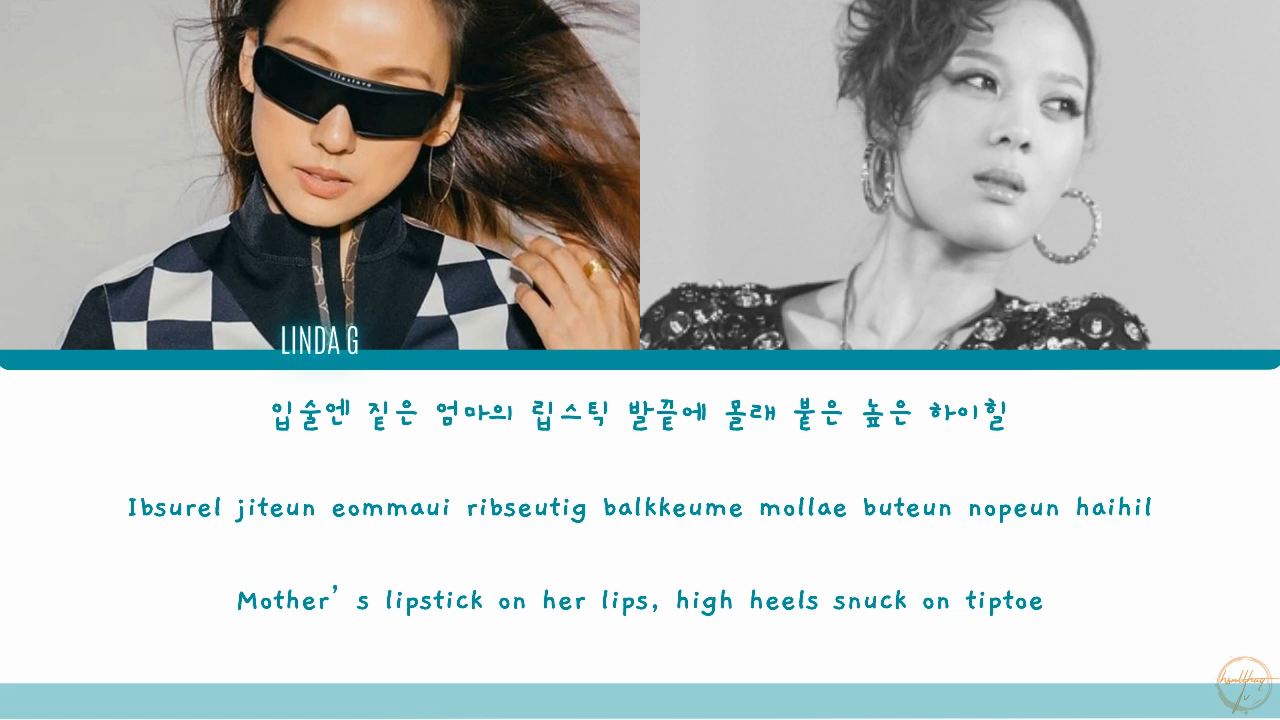 LINDA G
입술엔 짙은 엄마의 립스틱 발끝에 몰래 붙은 높은 하이힐
Ibsurel jiteun eommaui ribseutig balkkeume mollae buteun nopeun haihil
Mother’s lipstick on her lips, high heels snuck on tiptoe